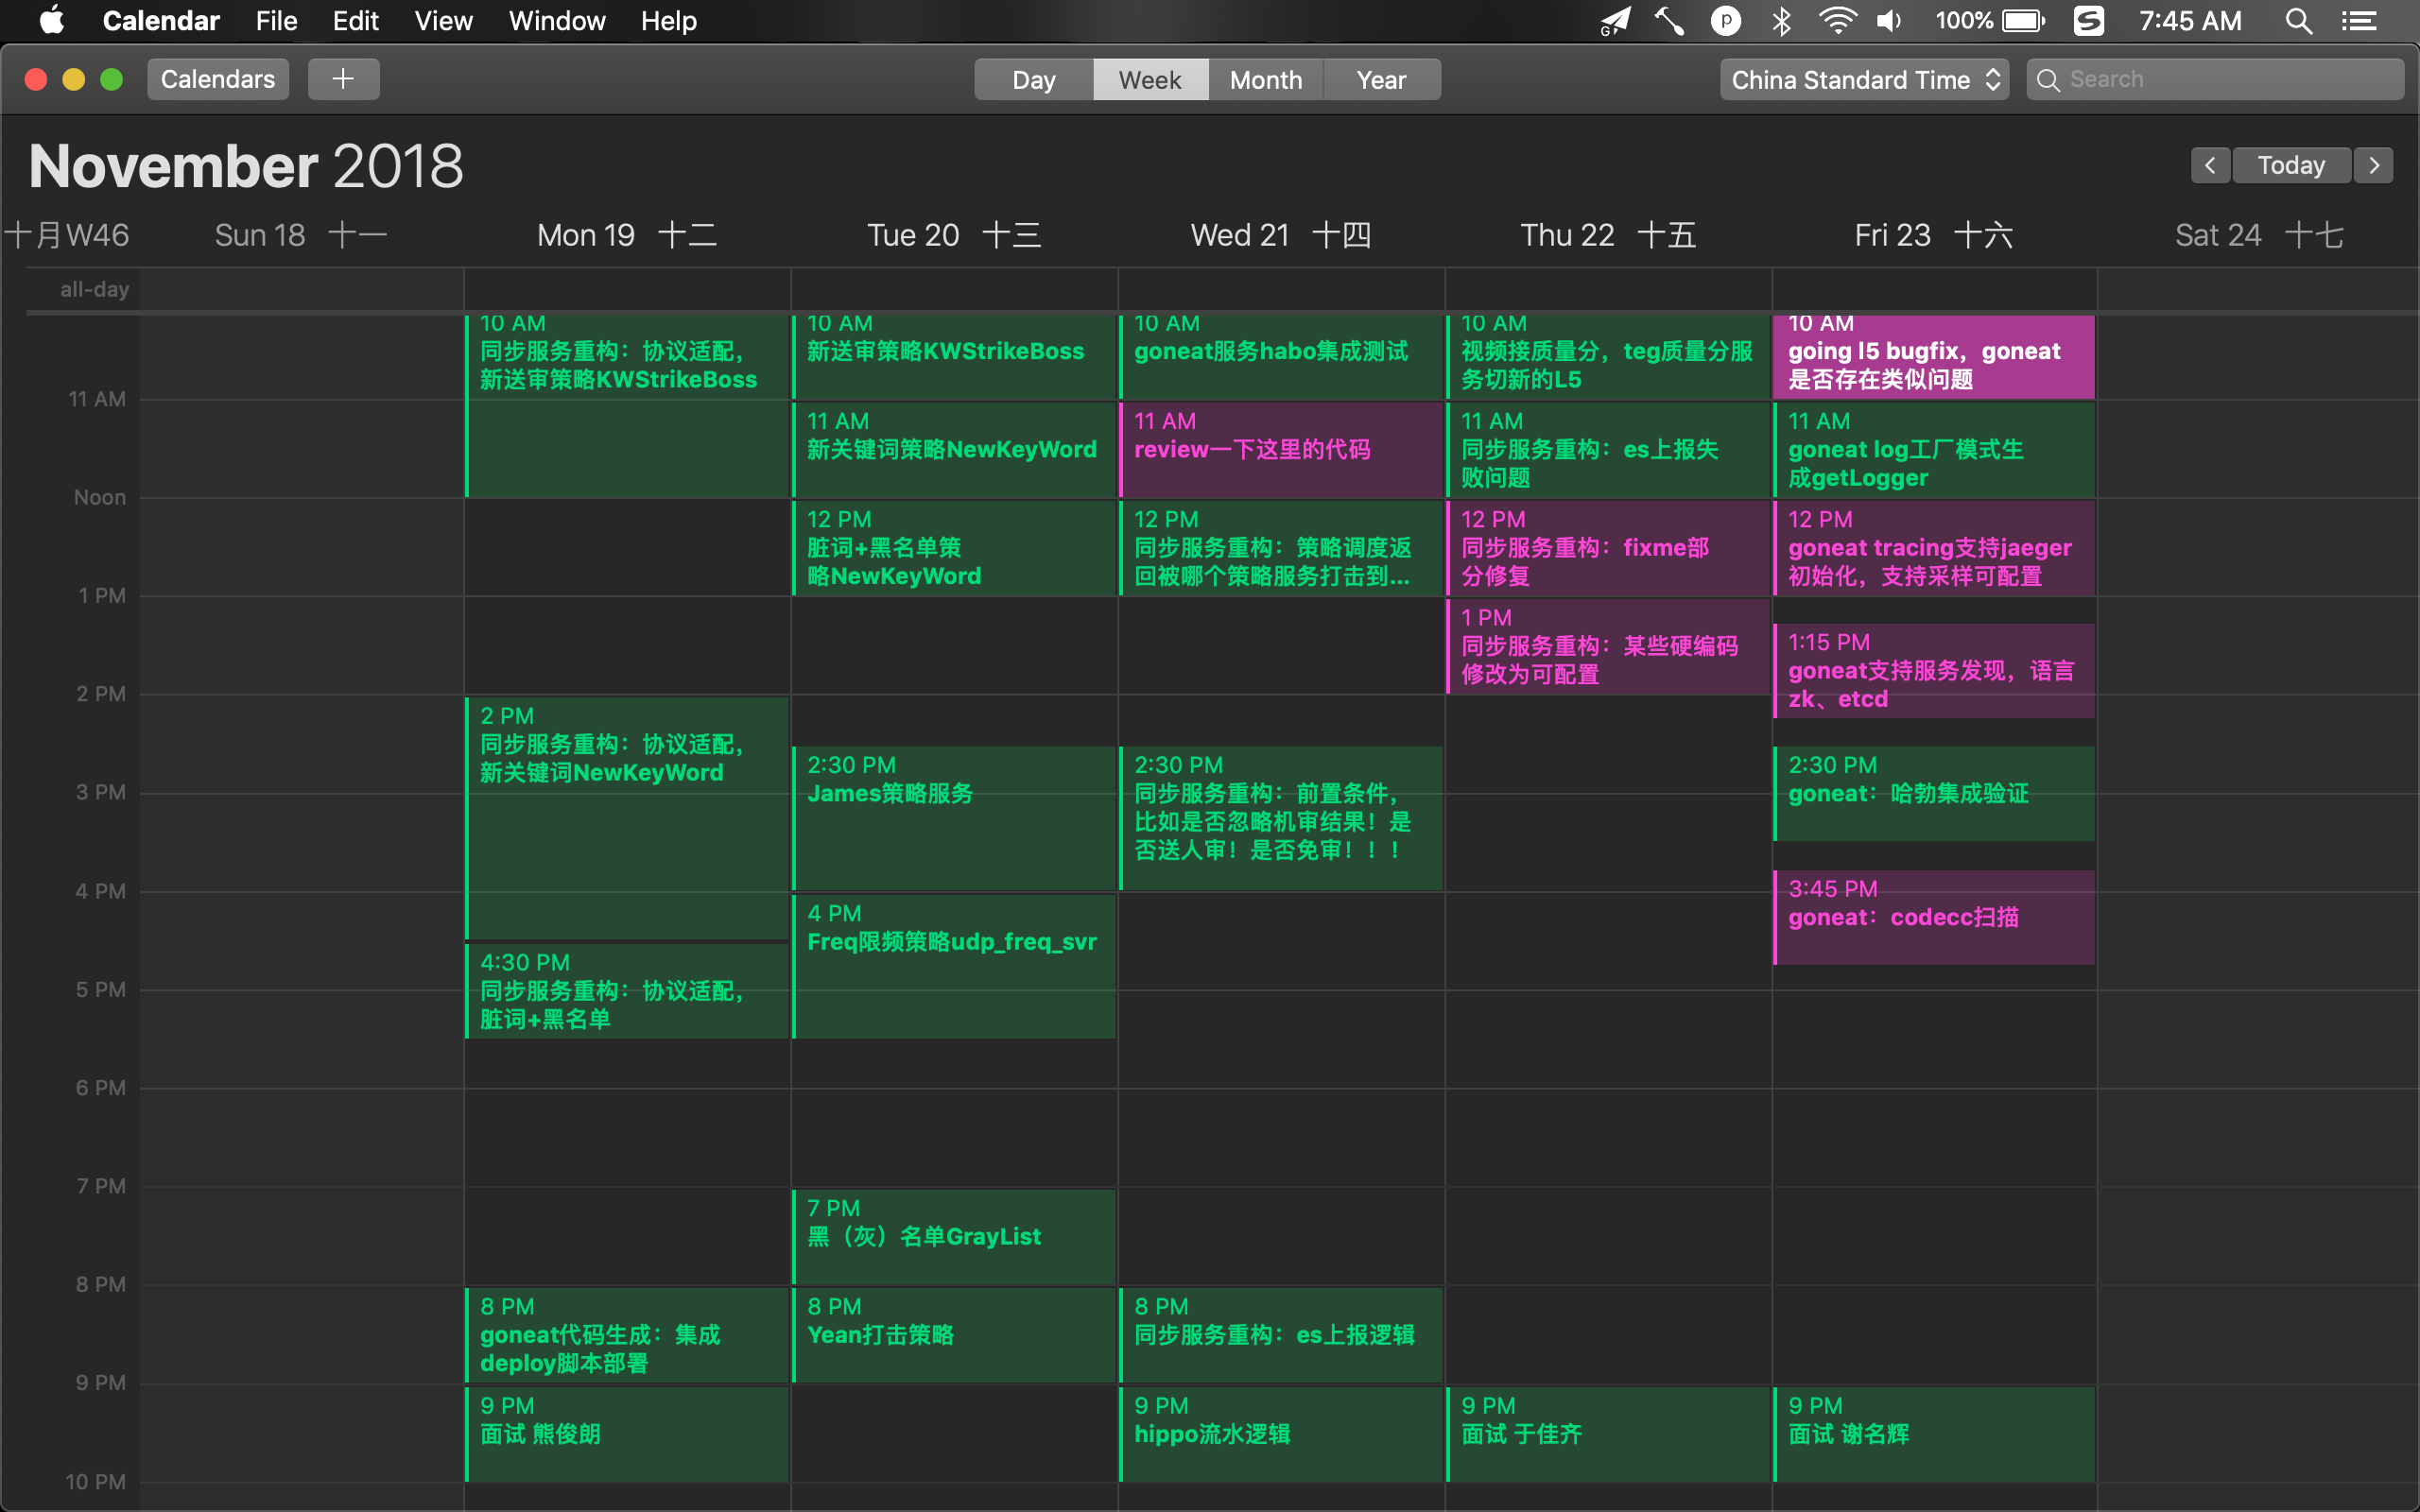 Calendar File Edit View Window Help 100% 7:45 AM
Calendars + Day Week Month Year China Standard Time Search
November 2018
Today
十月W46 Sun 18 十一 Mon 19 十二 Tue 20 十三 Wed 21 十四 Thu 22 十五 Fri 23 十六 Sat 24 十七
all-day
11 AM
Noon
1 PM
2 PM
3 PM
4 PM
5 PM
6 PM
7 PM
8 PM
9 PM
10 PM
10 AM
同步服务重构：协议适配，
新送审策略KWStrikeBoss
2 PM
同步服务重构：协议适配，
新关键词NewKeyWord
4:30 PM
同步服务重构：协议适配，
脏词+黑名单
8 PM
goneat代码生成：集成
deploy脚本部署
9 PM
面试 熊俊朗
10 AM
新送审策略KWStrikeBoss
11 AM
新关键词策略NewKeyWord
12 PM
脏词+黑名单策
略NewKeyWord
2:30 PM
James策略服务
4 PM
Freq限频策略udp_freq_svr
7 PM
黑（灰）名单GrayList
8 PM
Yean打击策略
10 AM
goneat服务habo集成测试
11 AM
review一下这里的代码
12 PM
同步服务重构：策略调度返
回被哪个策略服务打击到...
2:30 PM
同步服务重构：前置条件，
比如是否忽略机审结果！是
否送人审！是否免审！！！
8 PM
同步服务重构：es上报逻辑
9 PM
hippo流水逻辑
10 AM
视频接质量分，teg质量分服
务切新的L5
11 AM
同步服务重构：es上报失
败问题
12 PM
同步服务重构：fixme部
分修复
1 PM
同步服务重构：某些硬编码
修改为可配置
9 PM
面试 于佳齐
10 AM
going l5 bugfix，goneat
是否存在类似问题
11 AM
goneat log工厂模式生
成getLogger
12 PM
goneat tracing支持jaeger
初始化，支持采样可配置
1:15 PM
goneat支持服务发现，语言
zk、etcd
2:30 PM
goneat：哈勃集成验证
3:45 PM
goneat：codecc扫描
9 PM
面试 谢名辉